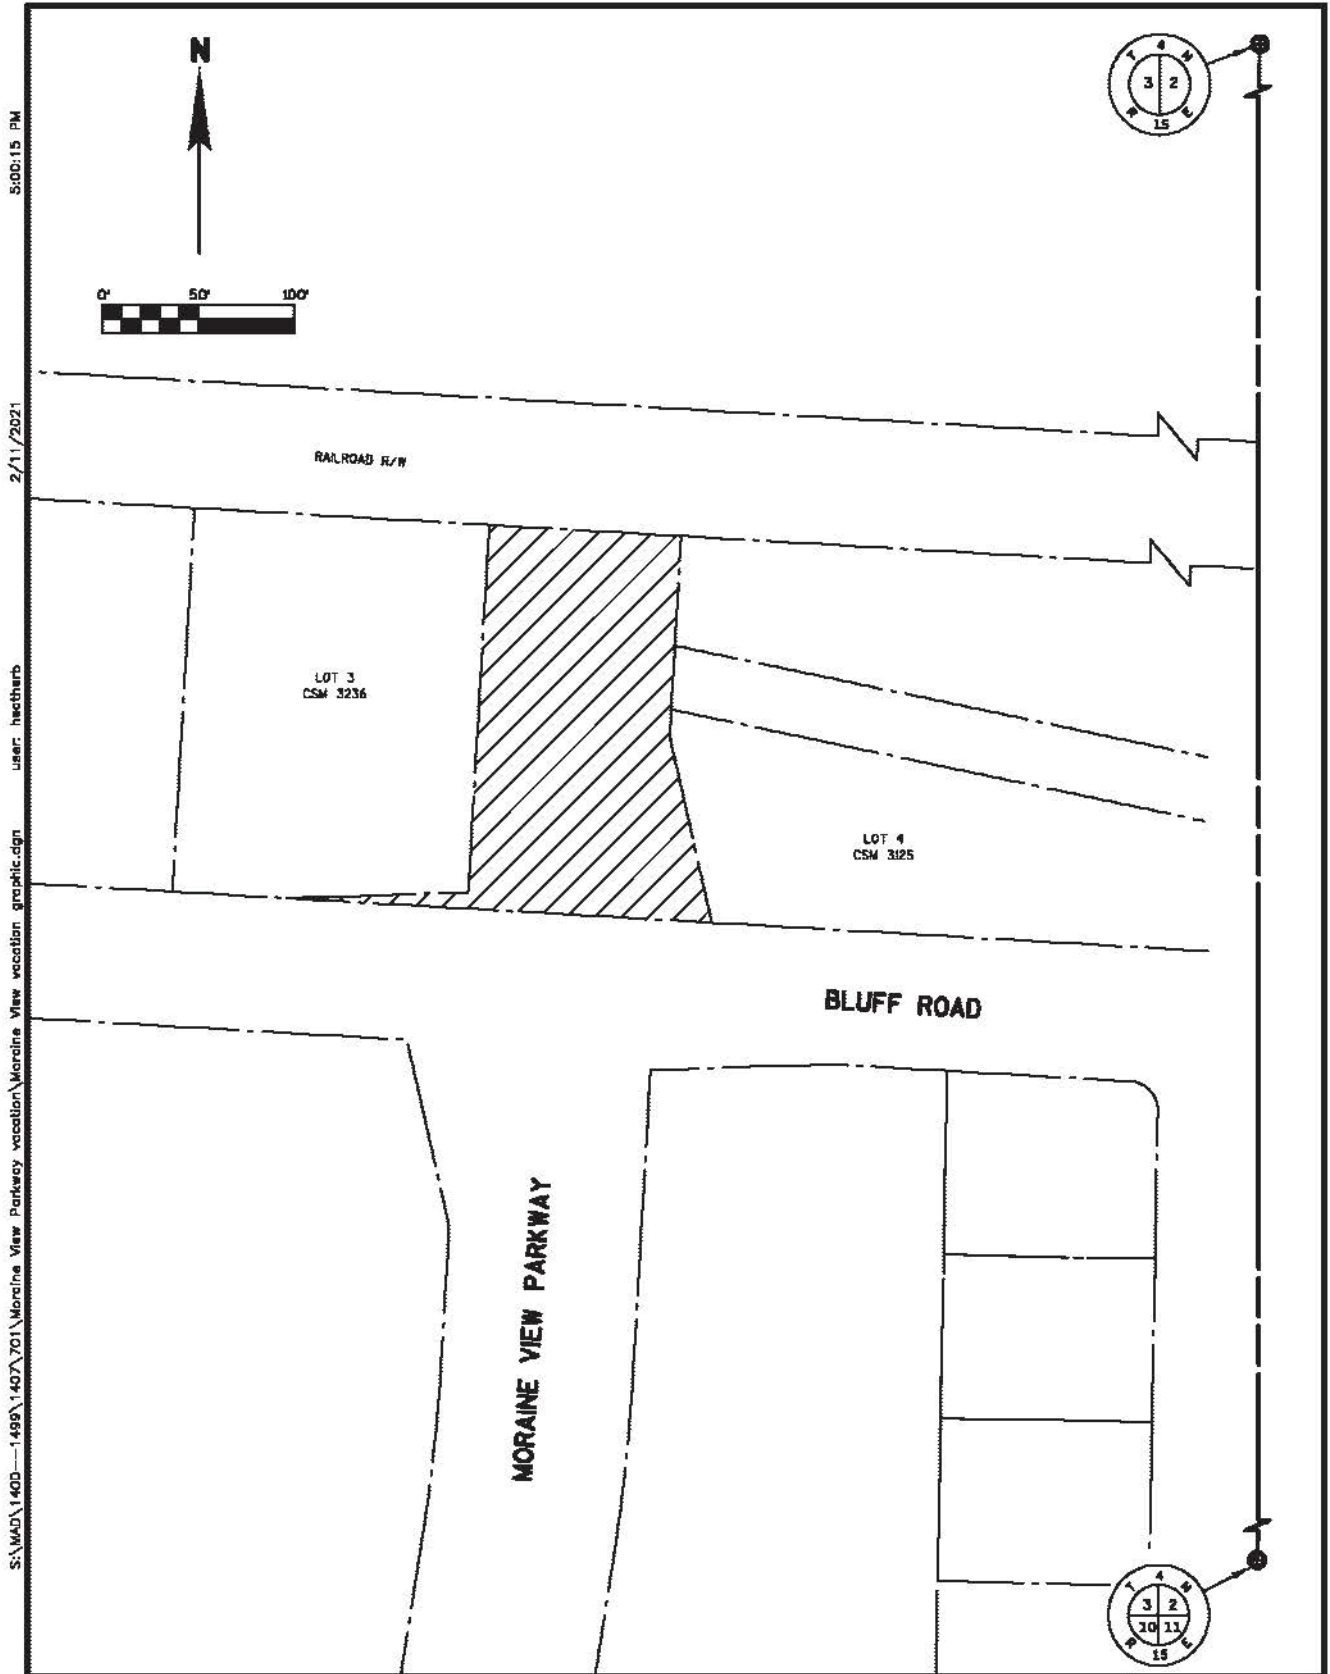 N
T 4 N
3 2
R 15 E
0' 50' 100'
RAILROAD R/W
LOT 3
CSM 3236
LOT 4
CSM 3125
BLUFF ROAD
MORAINE VIEW PARKWAY
T 4 N
3 2
10 11
R 15 E
S:\MAD\1400--1499\1407\701\Moraine View Parkway vacation\Moraine View vacation graphic.dgn user: heatherb 2/11/2021 5:00:15 PM